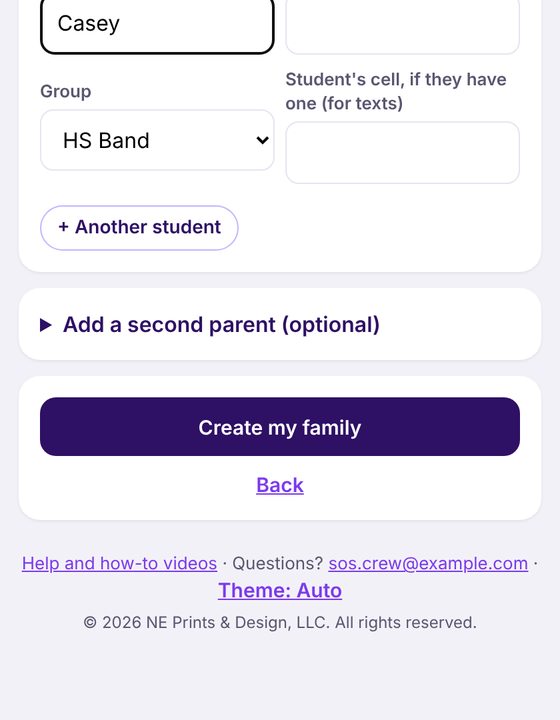 Casey
Group
Student's cell, if they have
one (for texts)
HS Band
+ Another student
Add a second parent (optional)
Create my family
Back
Help and how-to videos · Questions? sos.crew@example.com ·
Theme: Auto
© 2026 NE Prints & Design, LLC. All rights reserved.